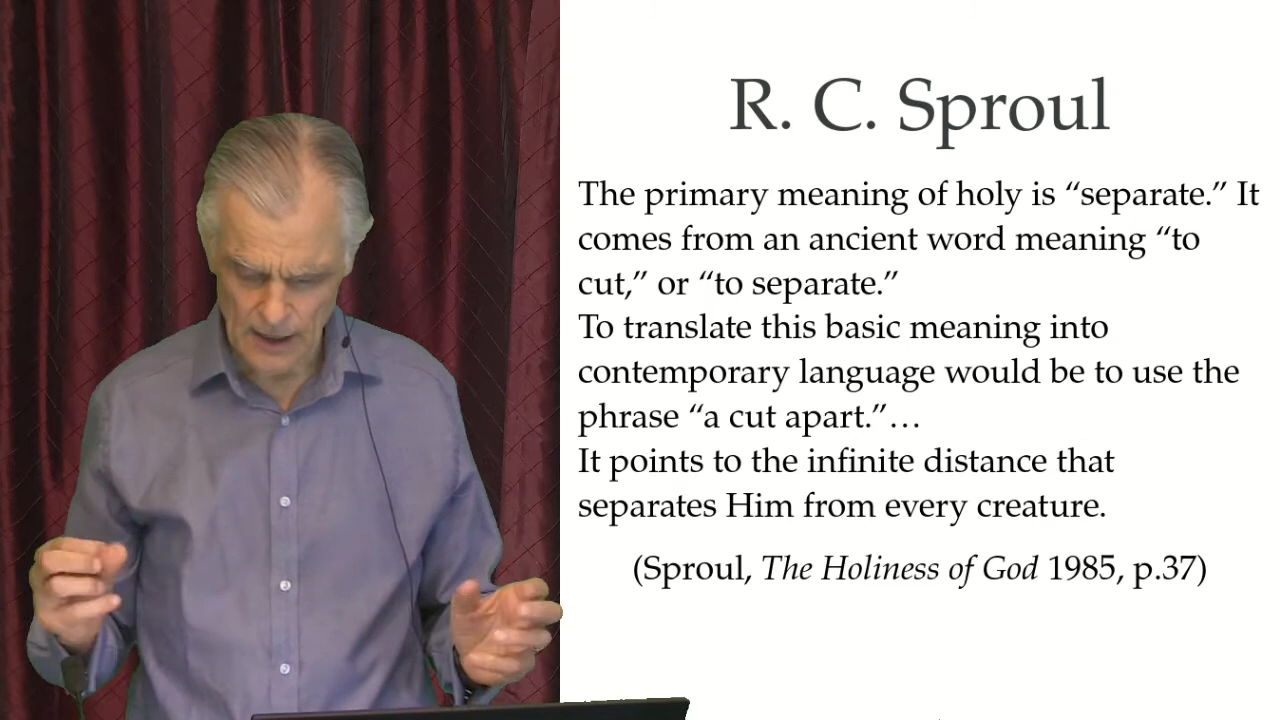 R. C. Sproul
The primary meaning of holy is “separate.” It
comes from an ancient word meaning “to
cut,” or “to separate.”
To translate this basic meaning into
contemporary language would be to use the
phrase “a cut apart.”…
It points to the infinite distance that
separates Him from every creature.
(Sproul, The Holiness of God 1985, p.37)